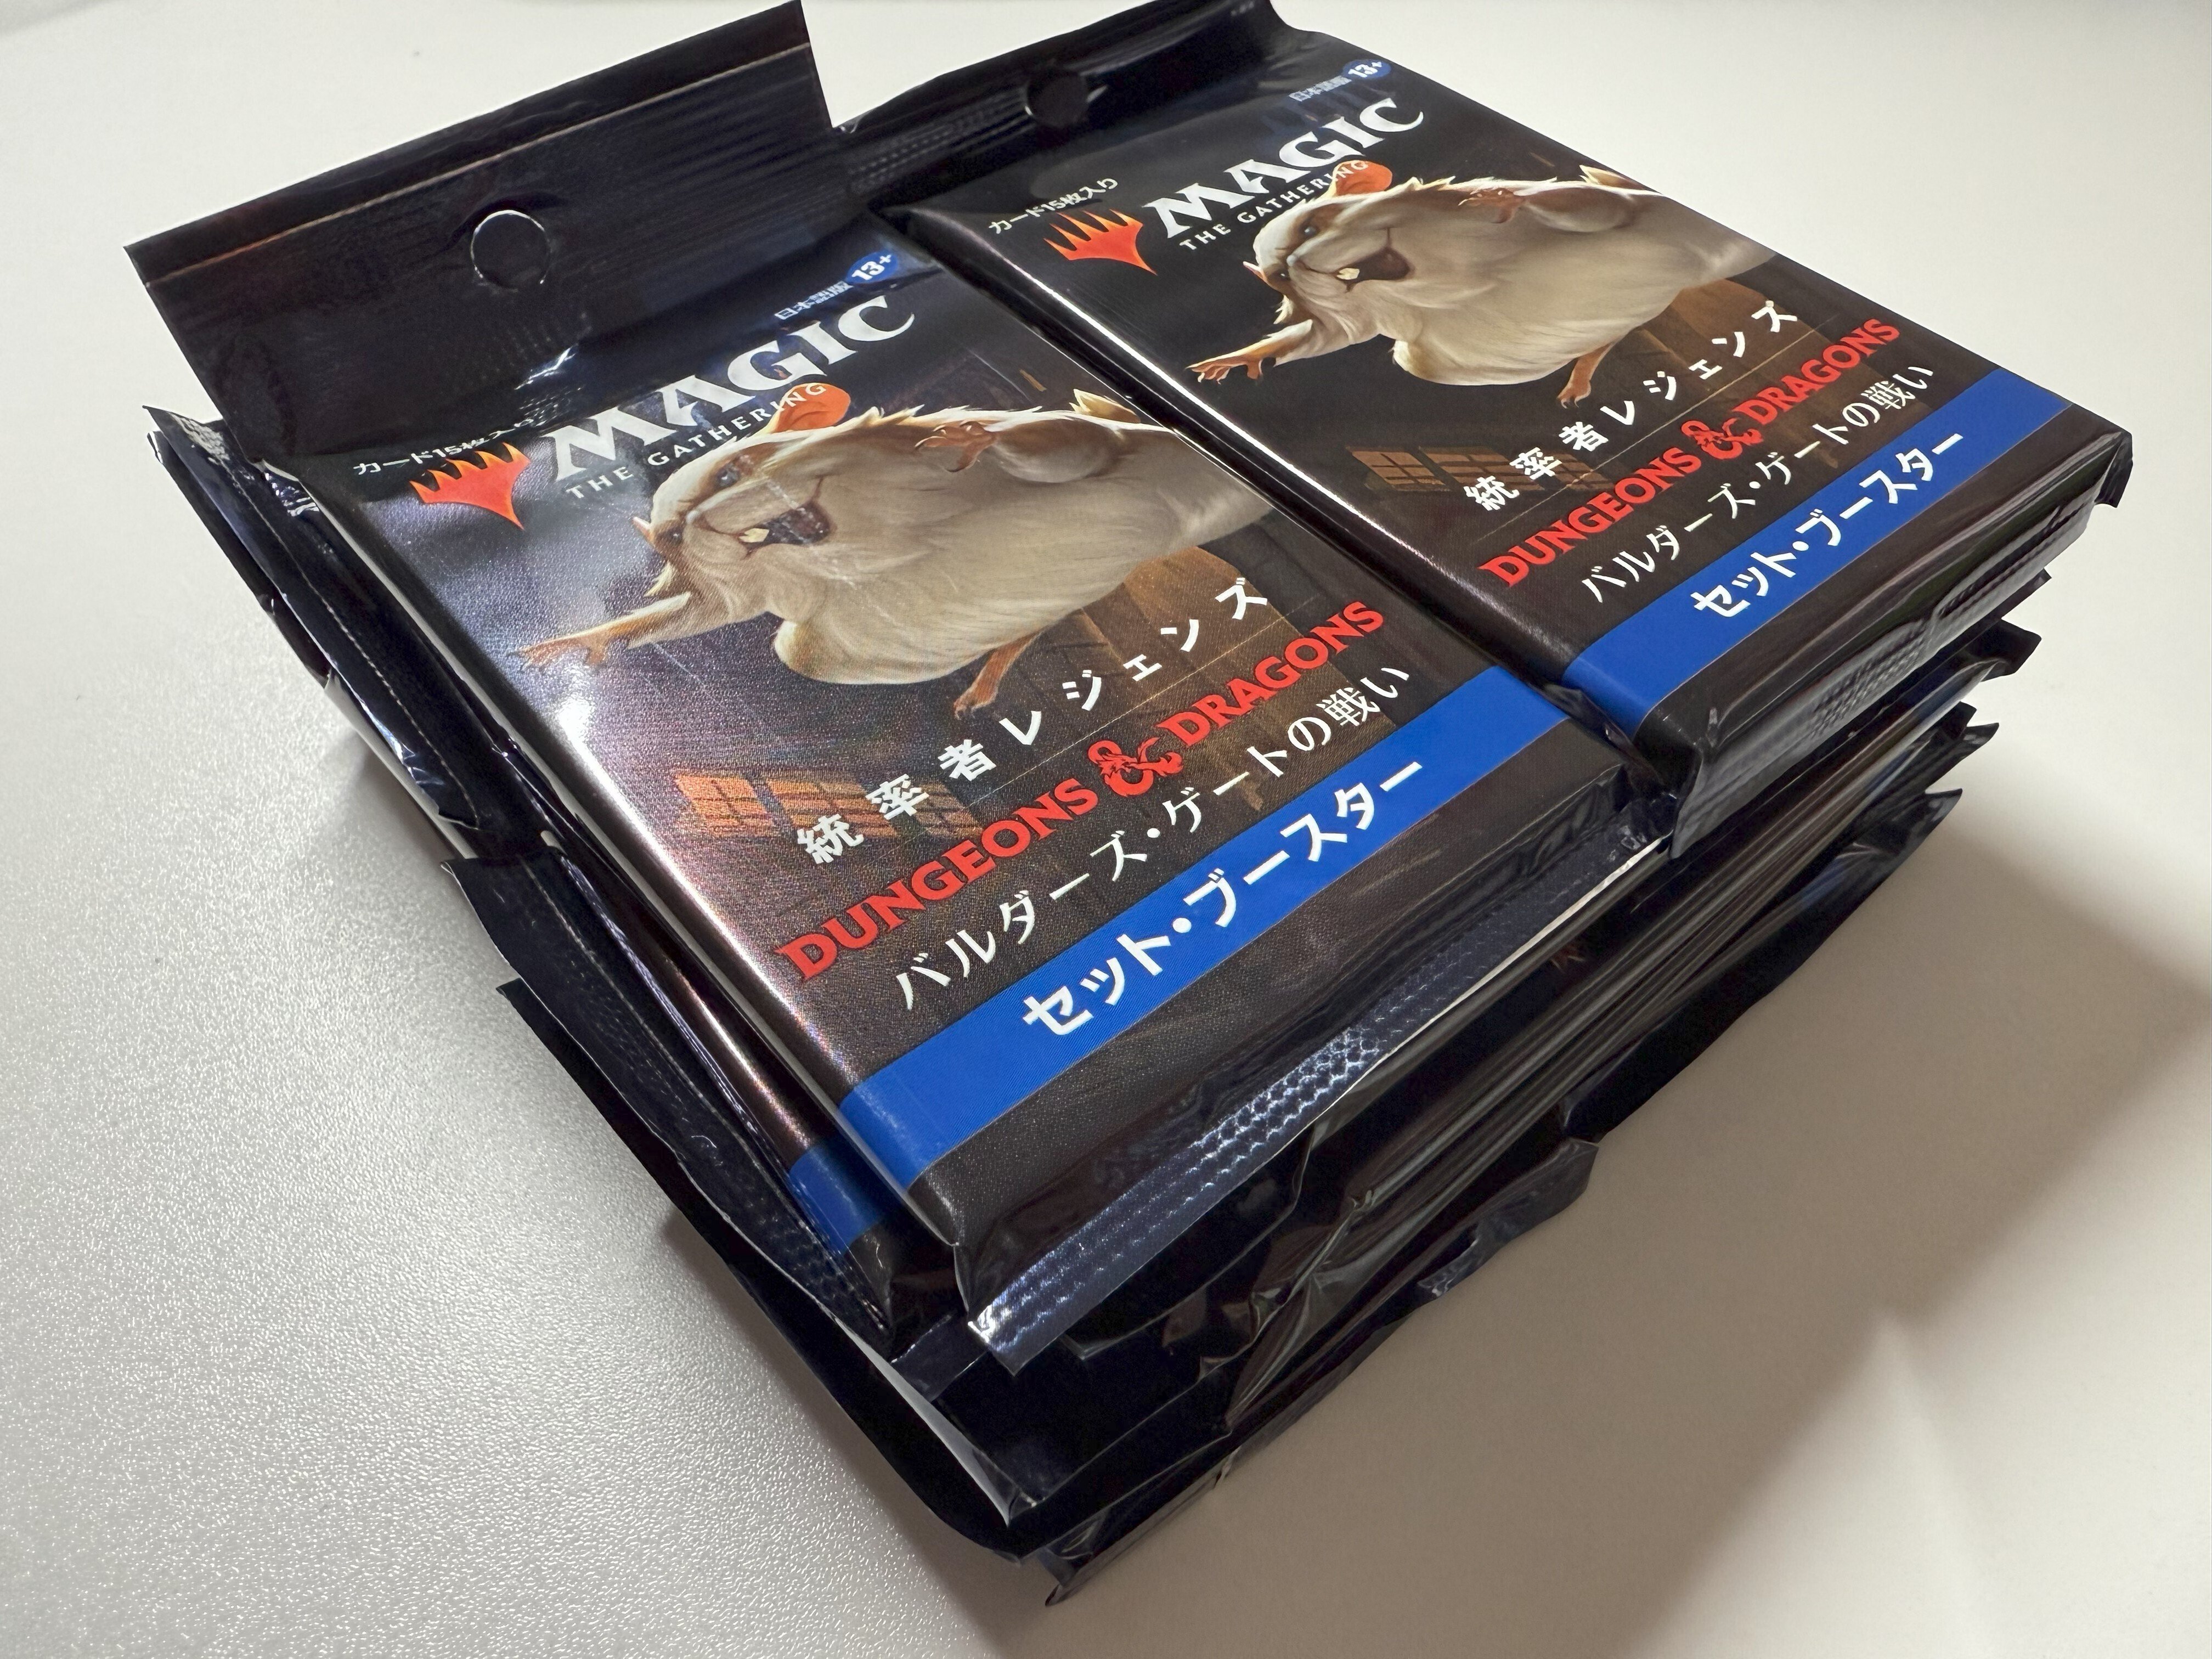 日本語版 13+
カード15枚入り
MAGIC
THE GATHERING
統率者レジェンズ
DUNGEONS & DRAGONS
バルダーズ・ゲートの戦い
セット・ブースター
日本語版 13+
カード15枚入り
MAGIC
THE GATHERING
統率者レジェンズ
DUNGEONS & DRAGONS
バルダーズ・ゲートの戦い
セット・ブースター